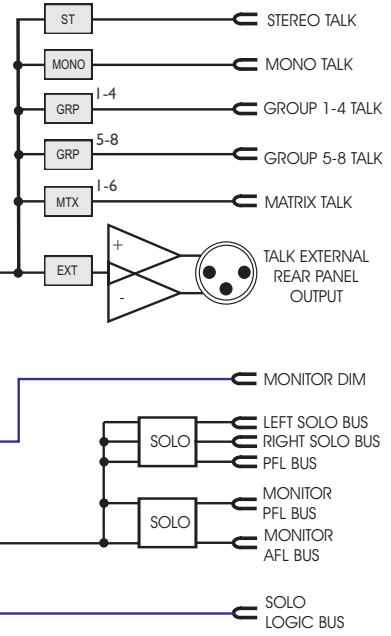 ST
STEREO TALK
MONO
MONO TALK
GRP
1-4
GROUP 1-4 TALK
GRP
5-8
GROUP 5-8 TALK
MTX
1-6
MATRIX TALK
EXT
+
-
TALK EXTERNAL
REAR PANEL
OUTPUT
MONITOR DIM
SOLO
LEFT SOLO BUS
RIGHT SOLO BUS
PFL BUS
SOLO
MONITOR
PFL BUS
MONITOR
AFL BUS
SOLO
LOGIC BUS